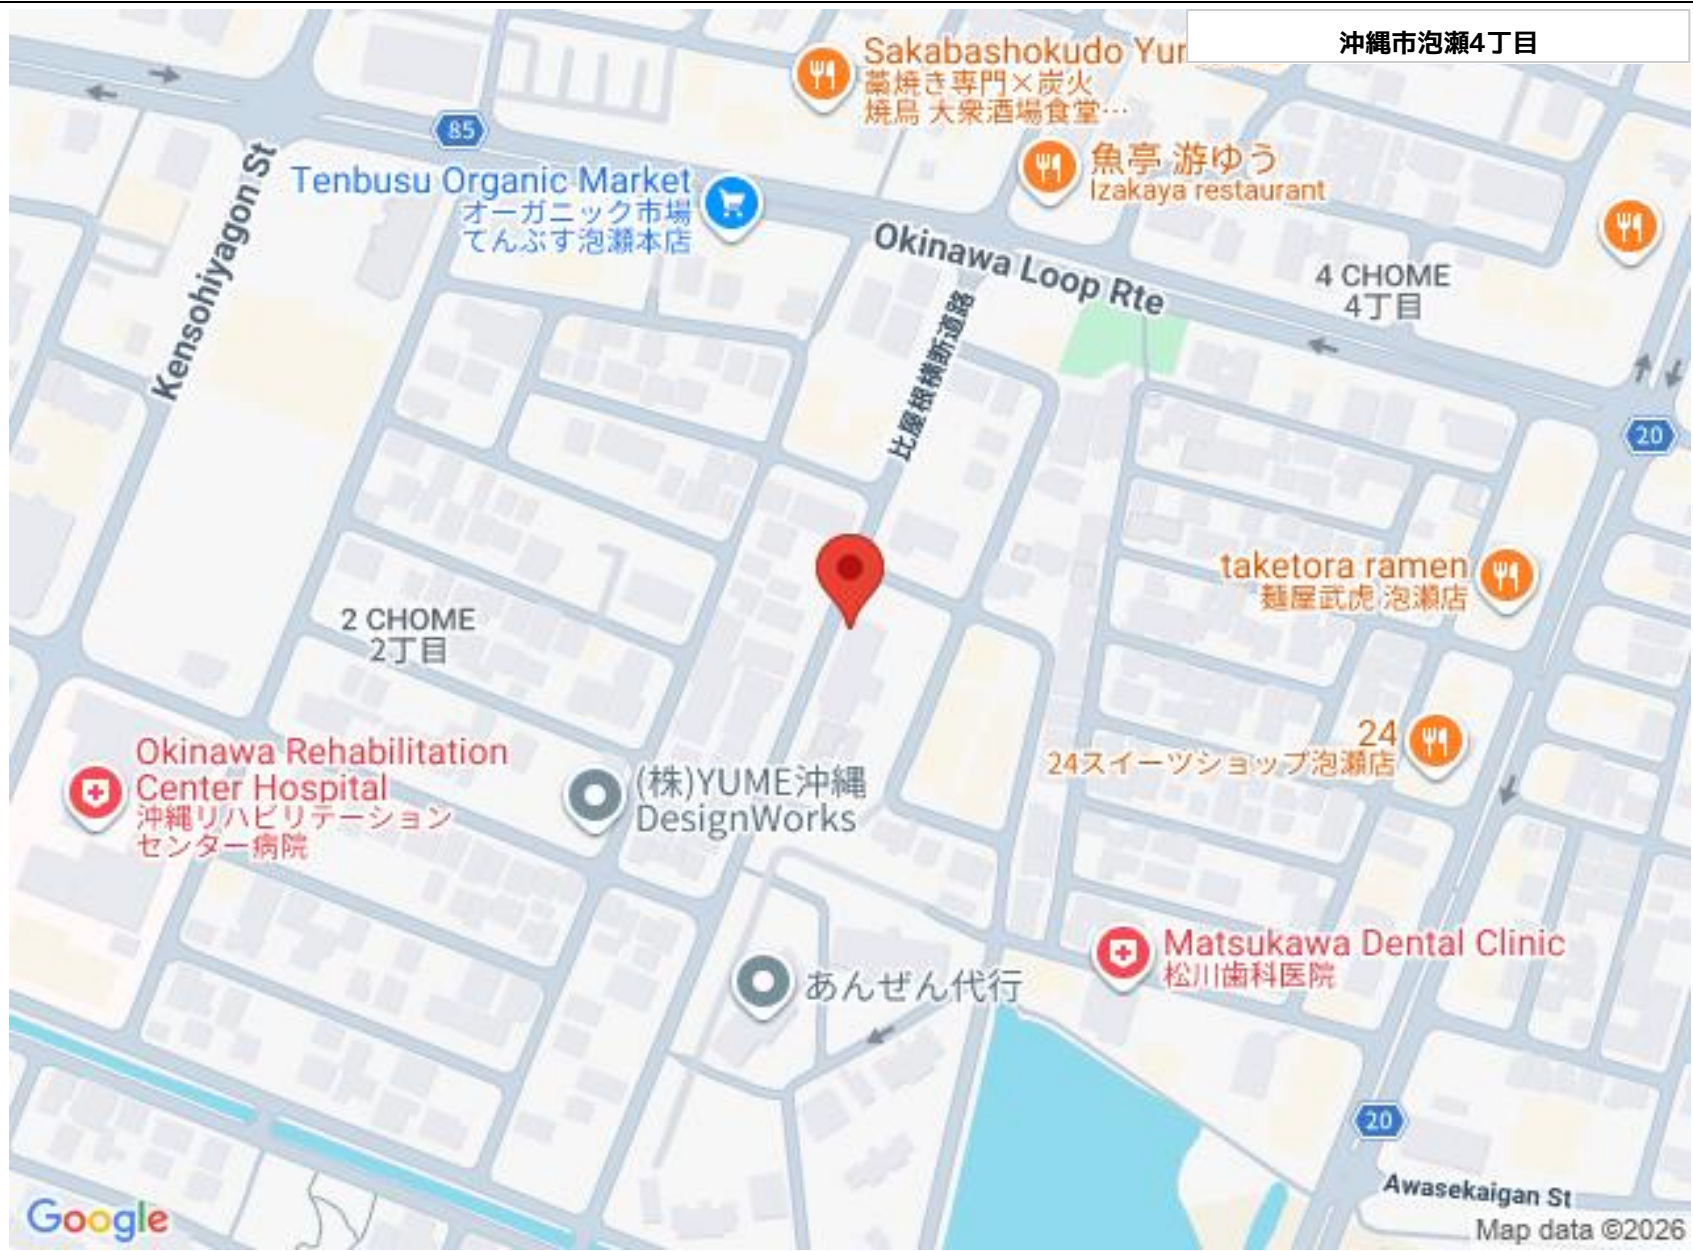 沖縄市泡瀬4丁目
Sakabashokudo Yur
藁焼き専門×炭火
焼鳥 大衆酒場食堂…
85
Kensohiyagon St
Tenbusu Organic Market
オーガニック市場
てんぶす泡瀬本店
魚亭 游ゆう
Izakaya restaurant
Okinawa Loop Rte
4 CHOME
4丁目
比屋根横断道路
20
taketora ramen
麺屋武虎 泡瀬店
2 CHOME
2丁目
24
24スイーツショップ泡瀬店
Okinawa Rehabilitation
Center Hospital
沖縄リハビリテーション
センター病院
(株)YUME沖縄
DesignWorks
Matsukawa Dental Clinic
松川歯科医院
あんぜん代行
20
Awasekaigan St
Google
Map data ©2026